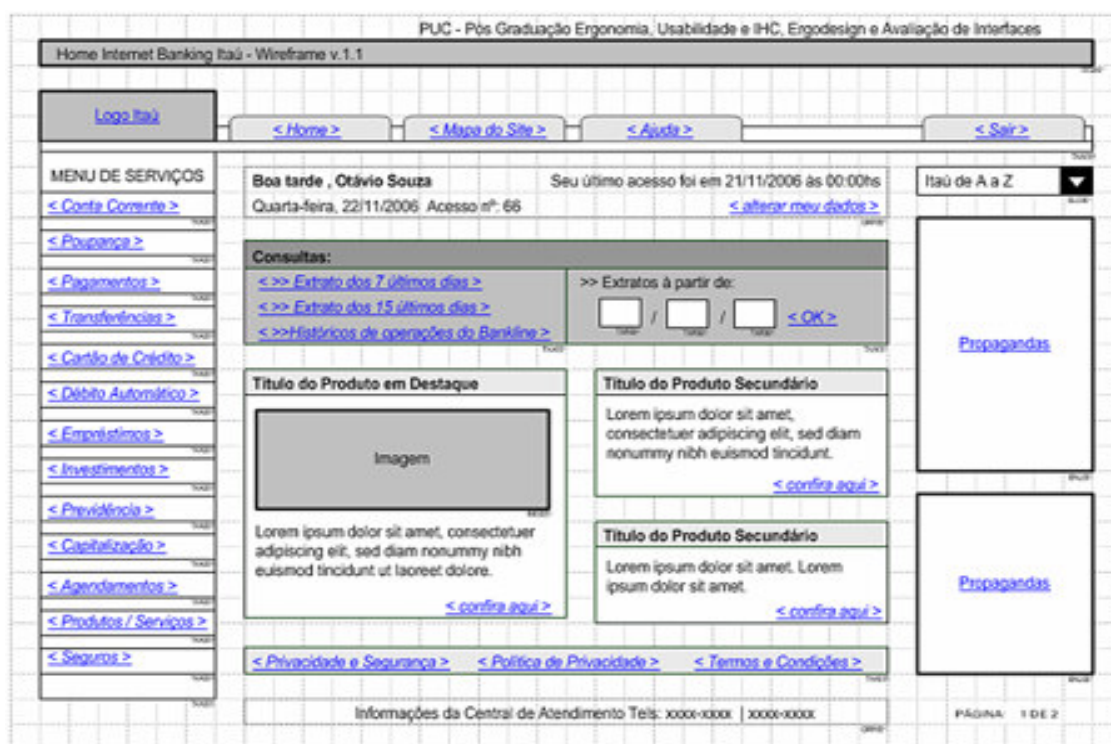 PUC - Pós Graduação Ergonomia, Usabilidade e IHC, Ergodesign e Avaliação de Interfaces
Home Internet Banking Itaú - Wireframe v.1.1
Logo Itaú
< Home >
< Mapa do Site >
< Ajuda >
< Sair >
MENU DE SERVIÇOS
< Conta Corrente >
< Poupança >
< Pagamentos >
< Transferências >
< Cartão de Crédito >
< Débito Automático >
< Empréstimos >
< Investimentos >
< Previdência >
< Capitalização >
< Agendamentos >
< Produtos / Serviços >
< Seguros >
Boa tarde , Otávio Souza
Seu último acesso foi em 21/11/2006 às 00:00hs
Quarta-feira, 22/11/2006 Acesso nº: 66
< alterar meu dados >
Consultas:
< >> Extrato dos 7 últimos dias >
< >> Extrato dos 15 últimos dias >
< >>Históricos de operações do Bankline >
>> Extratos à partir de:
/ / < OK >
Título do Produto em Destaque
Imagem
Lorem ipsum dolor sit amet, consectetuer
adipiscing elit, sed diam nonummy nibh
euismod tincidunt ut laoreet dolore.
< confira aqui >
Título do Produto Secundário
Lorem ipsum dolor sit amet,
consectetuer adipiscing elit, sed diam
nonummy nibh euismod tincidunt.
< confira aqui >
Título do Produto Secundário
Lorem ipsum dolor sit amet. Lorem
ipsum dolor sit amet.
< confira aqui >
Itaú de A a Z
Propagandas
Propagandas
< Privacidade e Segurança >
< Política de Privacidade >
< Termos e Condições >
Informações da Central de Atendimento Tels: xxxx-xxxx | xxxx-xxxx
PÁGINA: 1 DE 2